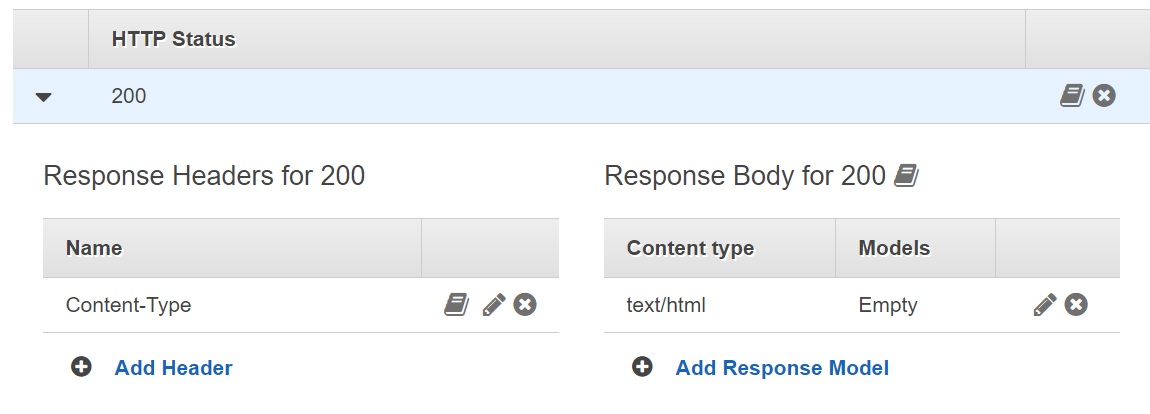 HTTP Status
200
Response Headers for 200
Response Body for 200
Name
Content type Models
Content-Type
text/html Empty
Add Header
Add Response Model